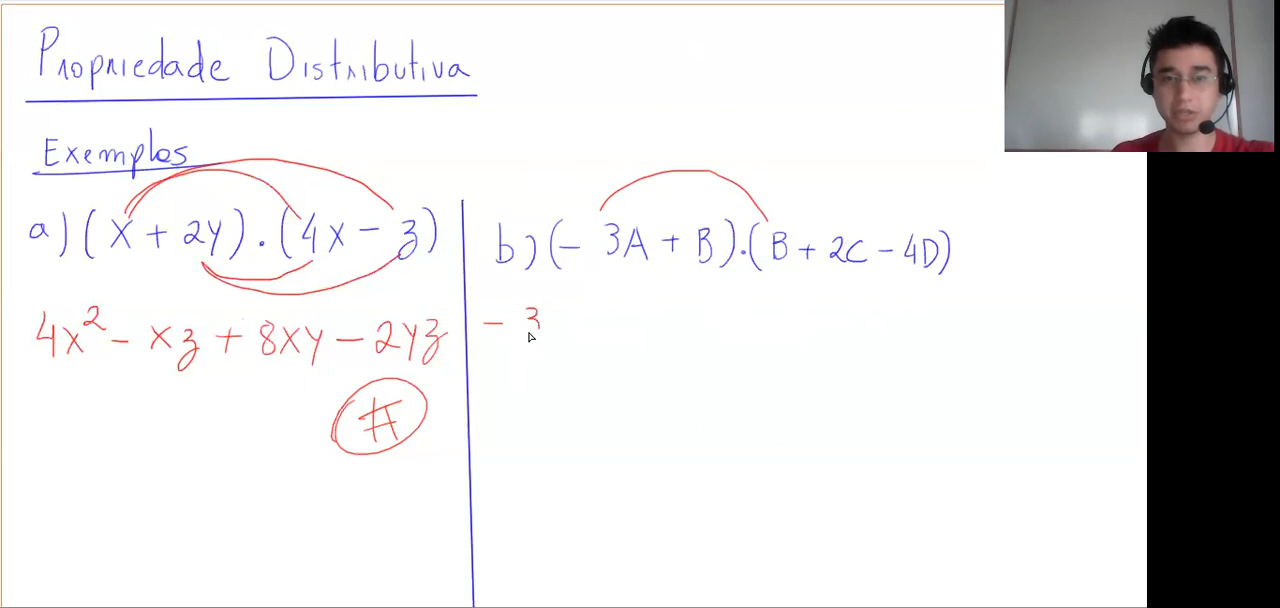 Propriedade Distributiva
Exemplos
a) (x + 2y) . (4x - z)
4x² - xz + 8xy - 2yz
#
b) (- 3A + B).(B + 2C - 4D)
- 3